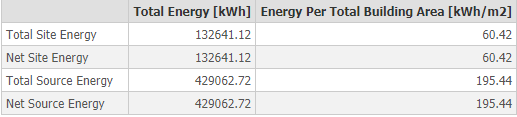 Total Energy [kWh] Energy Per Total Building Area [kWh/m2]
Total Site Energy 132641.12 60.42
Net Site Energy 132641.12 60.42
Total Source Energy 429062.72 195.44
Net Source Energy 429062.72 195.44